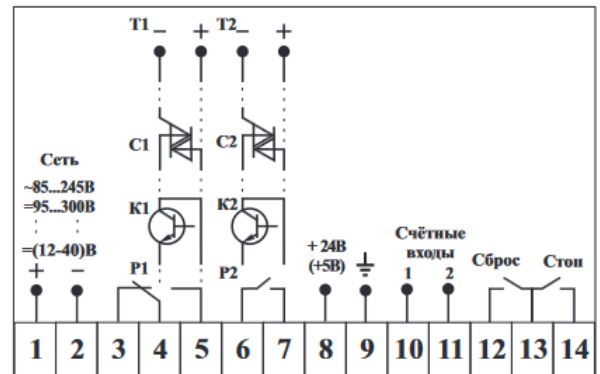 T1 − + T2 − +
C1 C2
Сеть
~85...245В
=95...300В
K1 K2
=(12-40)В
+ −
P1 P2
+ 24В
(+5В)
Счётные
входы
1 2
Сброс Стоп
1 2 3 4 5 6 7 8 9 10 11 12 13 14